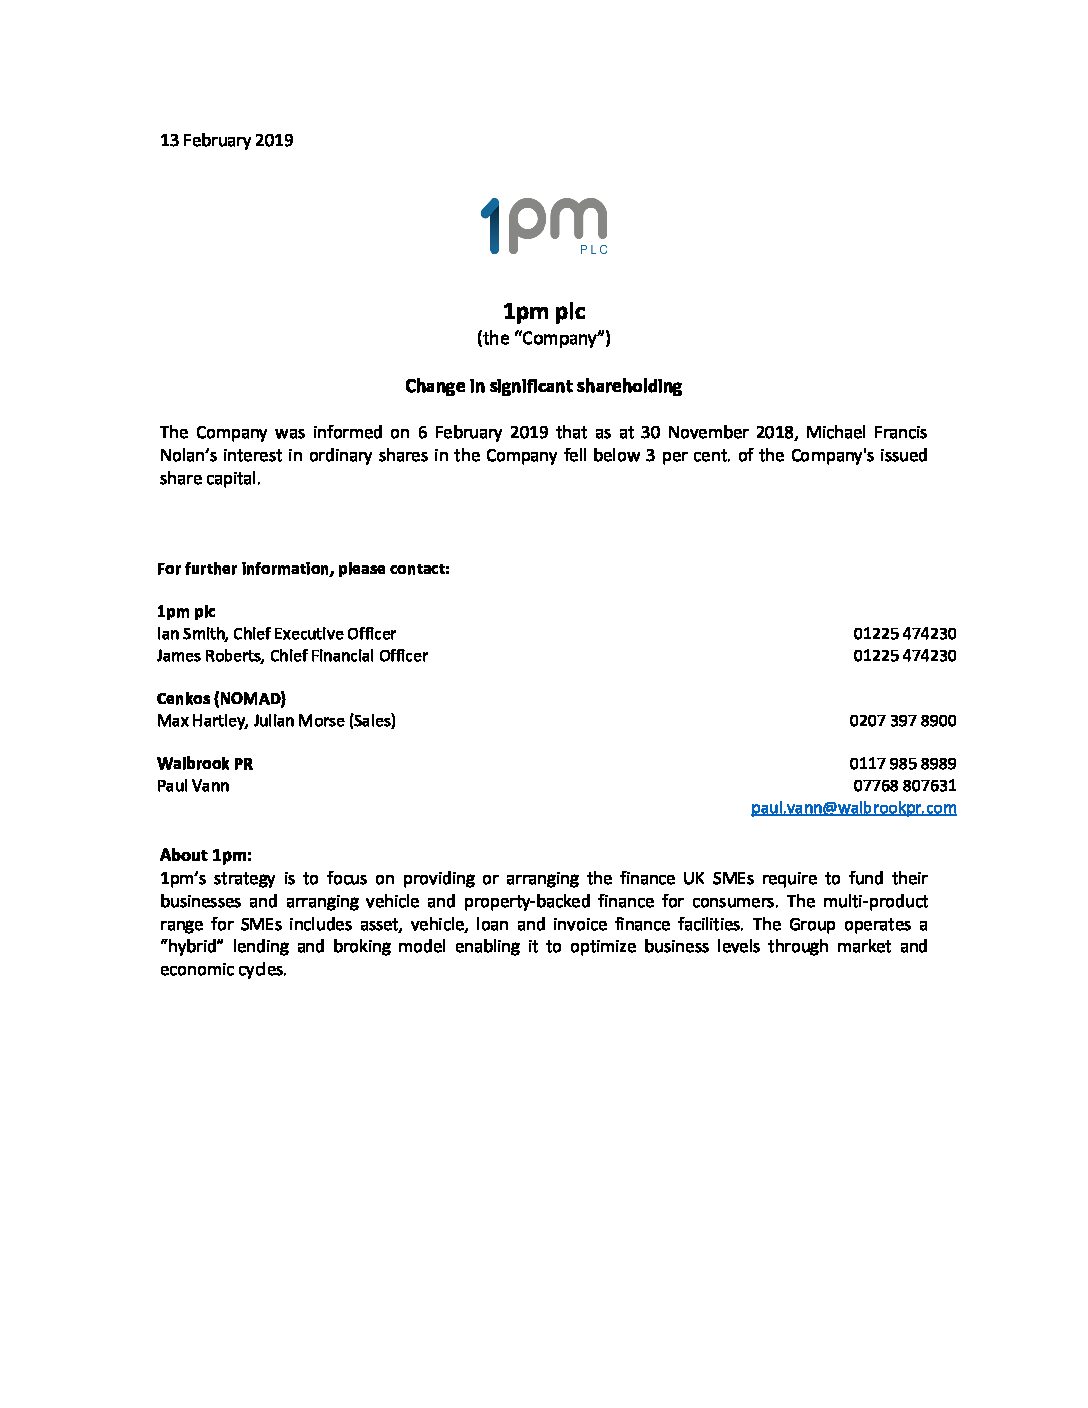 13 February 2019
1pm
PLC
1pm plc
(the “Company”)
Change in significant shareholding
The Company was informed on 6 February 2019 that as at 30 November 2018, Michael Francis
Nolan’s interest in ordinary shares in the Company fell below 3 per cent. of the Company's issued
share capital.
For further information, please contact:
1pm plc
Ian Smith, Chief Executive Officer 01225 474230
James Roberts, Chief Financial Officer 01225 474230
Cenkos (NOMAD)
Max Hartley, Julian Morse (Sales) 0207 397 8900
Walbrook PR 0117 985 8989
Paul Vann 07768 807631
paul.vann@walbrookpr.com
About 1pm:
1pm’s strategy is to focus on providing or arranging the finance UK SMEs require to fund their
businesses and arranging vehicle and property-backed finance for consumers. The multi-product
range for SMEs includes asset, vehicle, loan and invoice finance facilities. The Group operates a
“hybrid” lending and broking model enabling it to optimize business levels through market and
economic cycles.